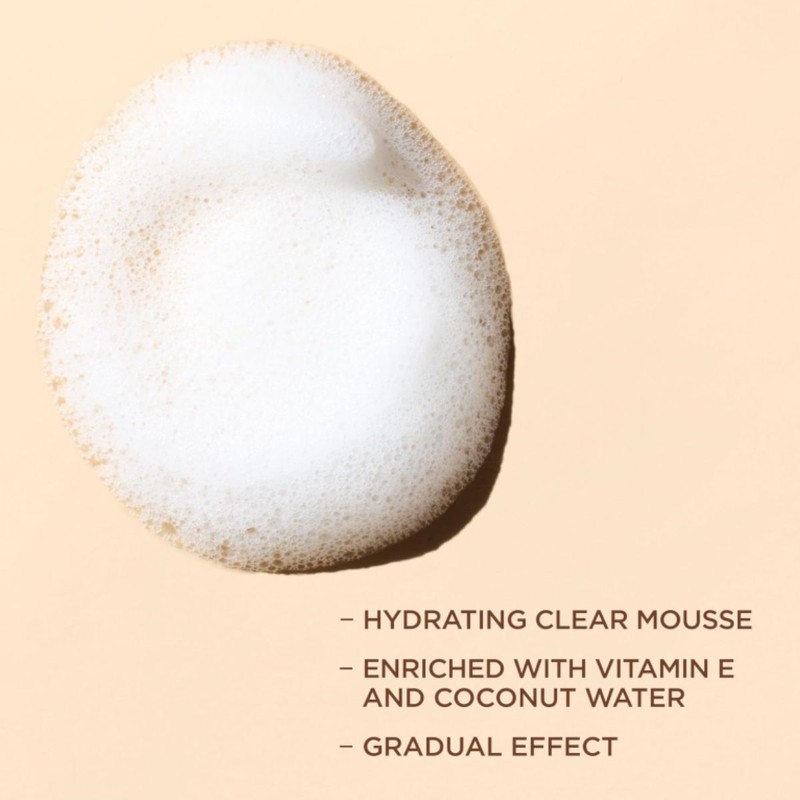 – HYDRATING CLEAR MOUSSE
– ENRICHED WITH VITAMIN E
AND COCONUT WATER
– GRADUAL EFFECT